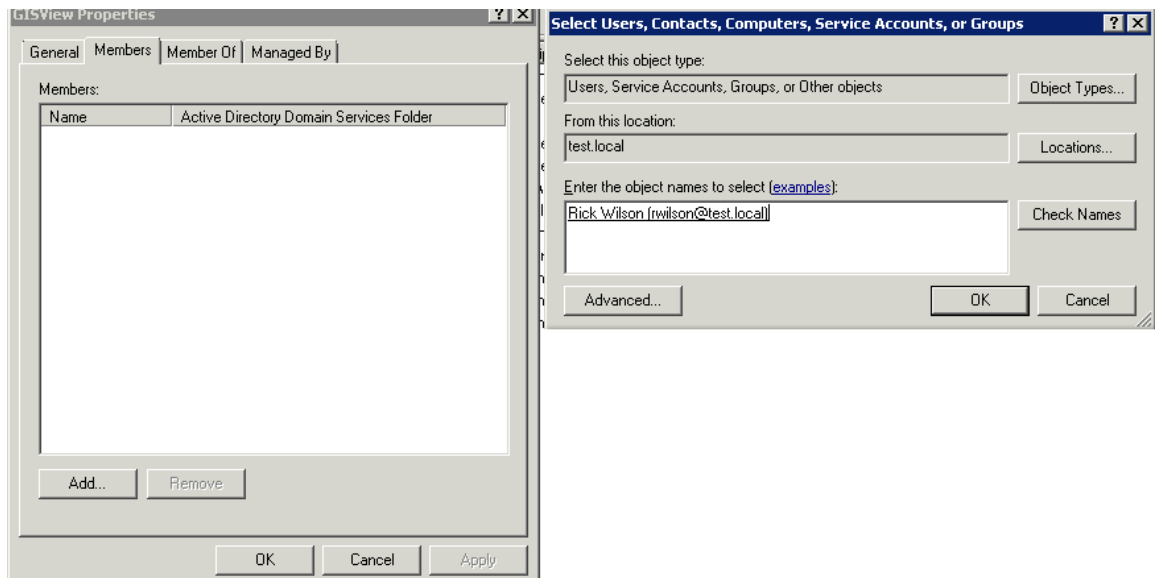 GISView Properties
General Members Member Of Managed By
Members:
Name Active Directory Domain Services Folder
Add... Remove
OK Cancel Apply
Select Users, Contacts, Computers, Service Accounts, or Groups
Select this object type:
Users, Service Accounts, Groups, or Other objects Object Types...
From this location:
test.local Locations...
Enter the object names to select (examples):
Rick Wilson (rwilson@test.local) Check Names
Advanced... OK Cancel